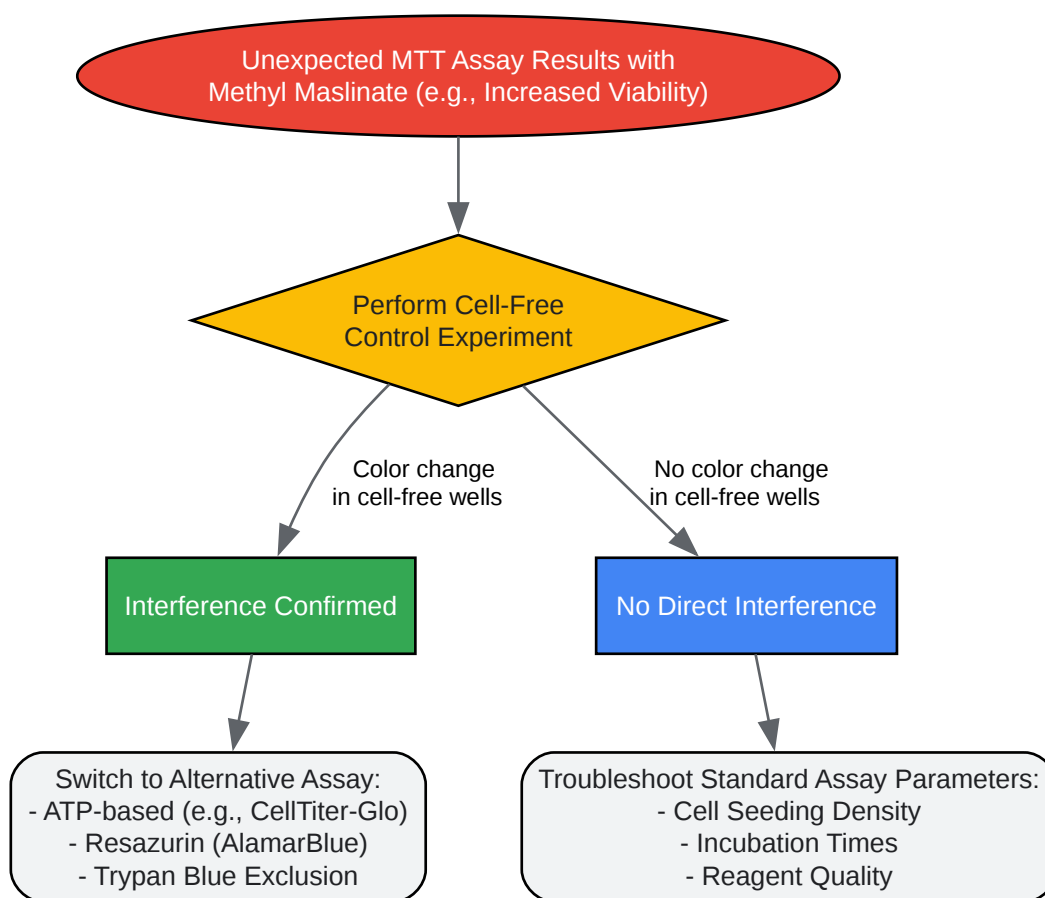 Unexpected MTT Assay Results with
Methyl Maslinate (e.g., Increased Viability)
Perform Cell-Free
Control Experiment
Color change
in cell-free wells
No color change
in cell-free wells
Interference Confirmed
No Direct Interference
Switch to Alternative Assay:
- ATP-based (e.g., CellTiter-Glo)
- Resazurin (AlamarBlue)
- Trypan Blue Exclusion
Troubleshoot Standard Assay Parameters:
- Cell Seeding Density
- Incubation Times
- Reagent Quality